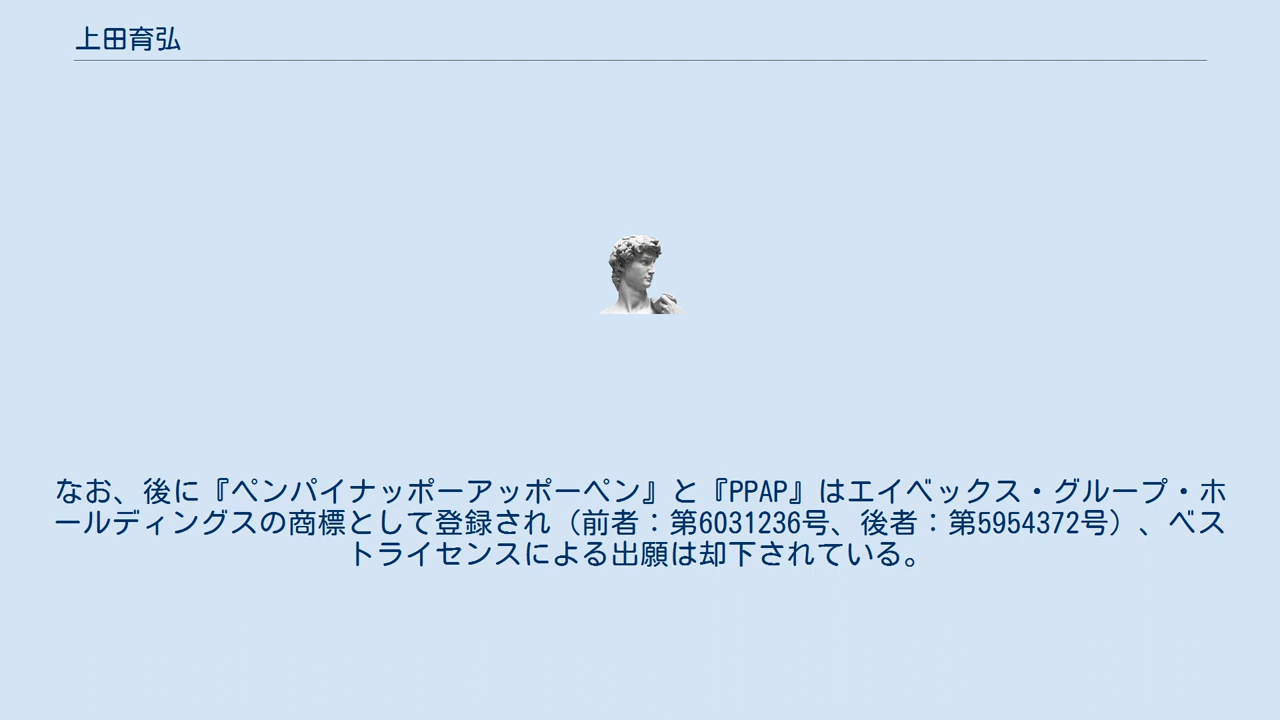 上田育弘
なお、後に『ペンパイナッポーアッポーペン』と『PPAP』はエイベックス・グループ・ホ
ールディングスの商標として登録され（前者：第6031236号、後者：第5954372号）、ベス
トライセンスによる出願は却下されている。